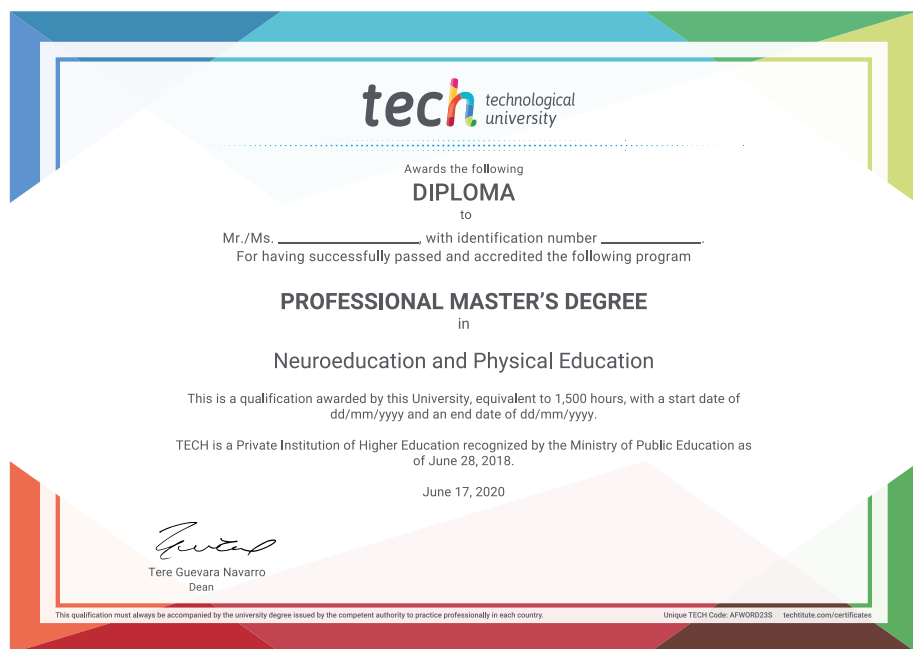 tech technological
university
Awards the following
DIPLOMA
to
Mr./Ms. ________________, with identification number ____________.
For having successfully passed and accredited the following program
PROFESSIONAL MASTER'S DEGREE
in
Neuroeducation and Physical Education
This is a qualification awarded by this University, equivalent to 1,500 hours, with a start date of
dd/mm/yyyy and an end date of dd/mm/yyyy.
TECH is a Private Institution of Higher Education recognized by the Ministry of Public Education as
of June 28, 2018.
June 17, 2020
Tere Guevara Navarro
Dean
This qualification must always be accompanied by the university degree issued by the competent authority to practice professionally in each country. Unique TECH Code: AFWORD23S techtitute.com/certificates